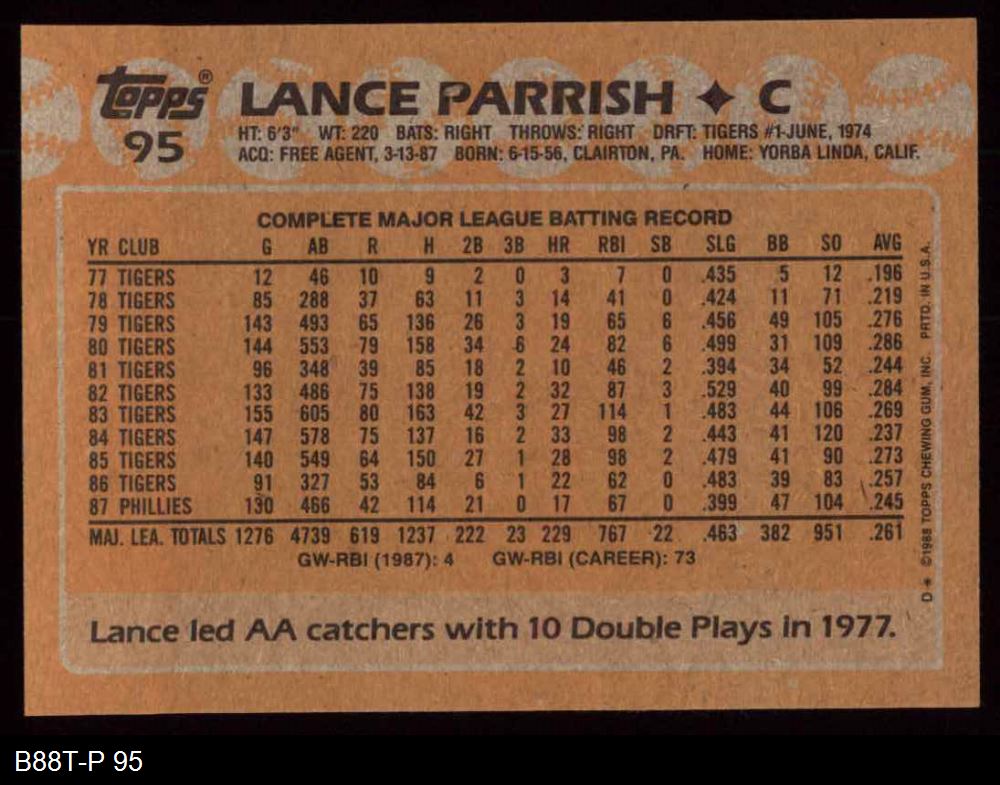 Topps® LANCE PARRISH ✦ C
95
HT: 6'3" WT: 220 BATS: RIGHT THROWS: RIGHT DRFT: TIGERS #1-JUNE, 1974
ACQ: FREE AGENT, 3-13-87 BORN: 6-15-56, CLAIRTON, PA. HOME: YORBA LINDA, CALIF.
COMPLETE MAJOR LEAGUE BATTING RECORD
YR CLUB G AB R H 2B 3B HR RBI SB SLG BB SO AVG
77 TIGERS 12 46 10 9 2 0 3 7 0 .435 5 12 .196
78 TIGERS 85 288 37 63 11 3 14 41 0 .424 11 71 .219
79 TIGERS 143 493 65 136 26 3 19 65 6 .456 49 105 .276
80 TIGERS 144 553 79 158 34 6 24 82 6 .499 31 109 .286
81 TIGERS 96 348 39 85 18 2 10 46 2 .394 34 52 .244
82 TIGERS 133 486 75 138 19 2 32 87 3 .529 40 99 .284
83 TIGERS 155 605 80 163 42 3 27 114 1 .483 44 106 .269
84 TIGERS 147 578 75 137 16 2 33 98 2 .443 41 120 .237
85 TIGERS 140 549 64 150 27 1 28 98 2 .479 41 90 .273
86 TIGERS 91 327 53 84 6 1 22 62 0 .483 39 83 .257
87 PHILLIES 130 466 42 114 21 0 17 67 0 .399 47 104 .245
MAJ. LEA. TOTALS 1276 4739 619 1237 222 23 229 767 22 .463 382 951 .261
GW-RBI (1987): 4 GW-RBI (CAREER): 73
Lance led AA catchers with 10 Double Plays in 1977.
D* ©1988 TOPPS CHEWING GUM, INC. PRTD. IN U.S.A.
B88T-P 95